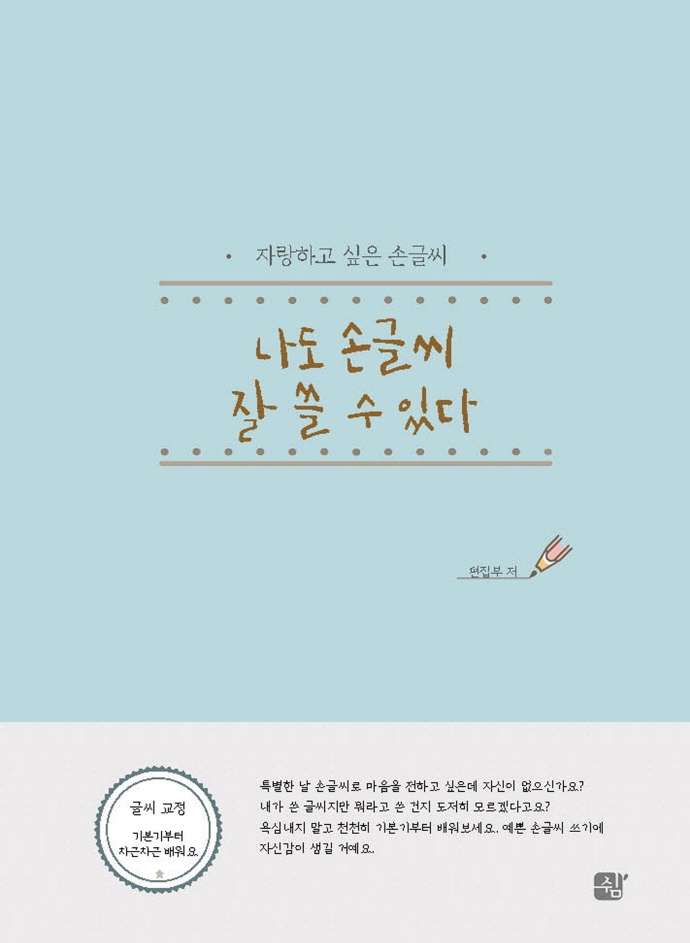 · 자랑하고 싶은 손글씨 ·
나도 손글씨
잘 쓸 수 있다
편집부 저
글씨 교정
기본기부터
차근차근 배워요
특별한 날 손글씨로 마음을 전하고 싶은데 자신이 없으신가요?
내가 쓴 글씨지만 뭐라고 쓴 건지 도저히 모르겠다고요?
욕심내지 말고 천천히 기본기부터 배워보세요.. 예쁜 손글씨 쓰기에
자신감이 생길 거예요..